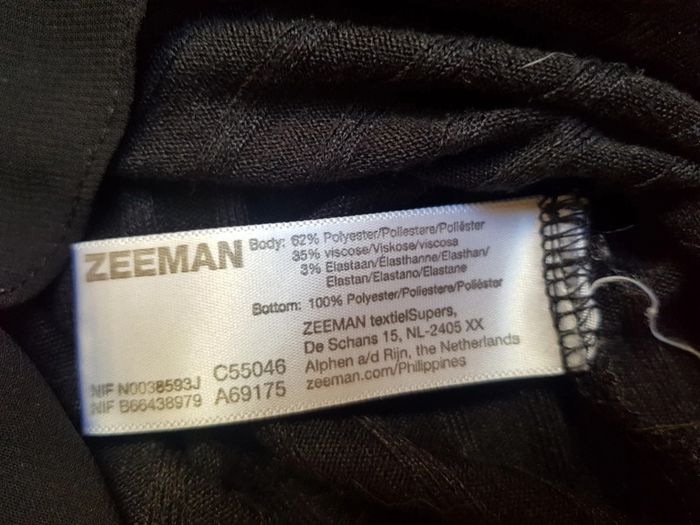 ZEEMAN
Body: 62% Polyester/Poliestere/Poliéster
35% viscose/Viskose/viscosa
3% Elastaan/Élasthanne/Elasthan/
Elastan/Elastano/Elastane
Bottom: 100% Polyester/Poliestere/Poliéster
ZEEMAN textielSupers,
De Schans 15, NL-2405 XX
Alphen a/d Rijn, the Netherlands
zeeman.com/Philippines
NIF N0038593J C55046
NIF B66438979 A69175